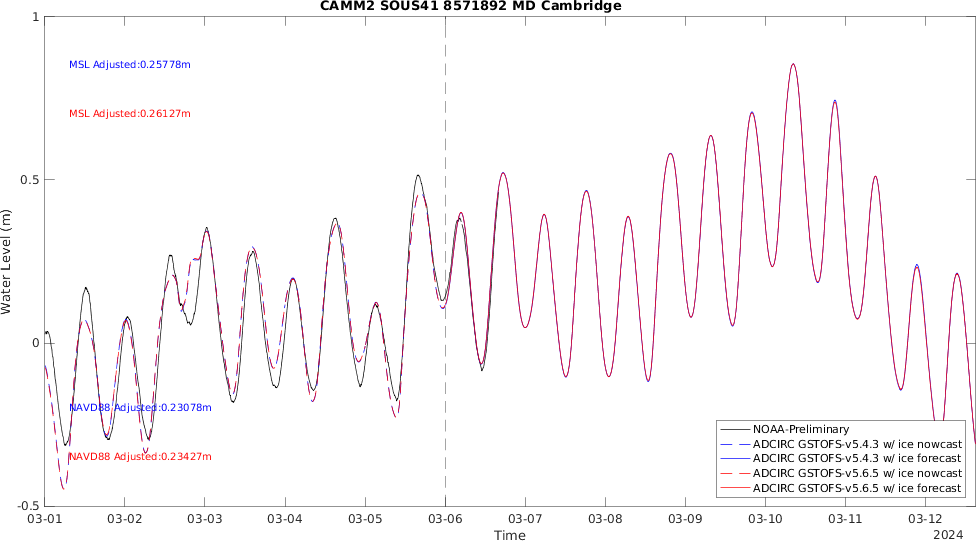 CAMM2 SOUS41 8571892 MD Cambridge
1
MSL Adjusted:0.25778m
MSL Adjusted:0.26127m
0.5
Water Level (m)
0
NAVD88 Adjusted:0.23078m
NAVD88 Adjusted:0.23427m
NOAA-Preliminary
ADCIRC GSTOFS-v5.4.3 w/ ice nowcast
ADCIRC GSTOFS-v5.4.3 w/ ice forecast
ADCIRC GSTOFS-v5.6.5 w/ ice nowcast
ADCIRC GSTOFS-v5.6.5 w/ ice forecast
-0.5
03-01 03-02 03-03 03-04 03-05 03-06 03-07 03-08 03-09 03-10 03-11 03-12
Time
2024